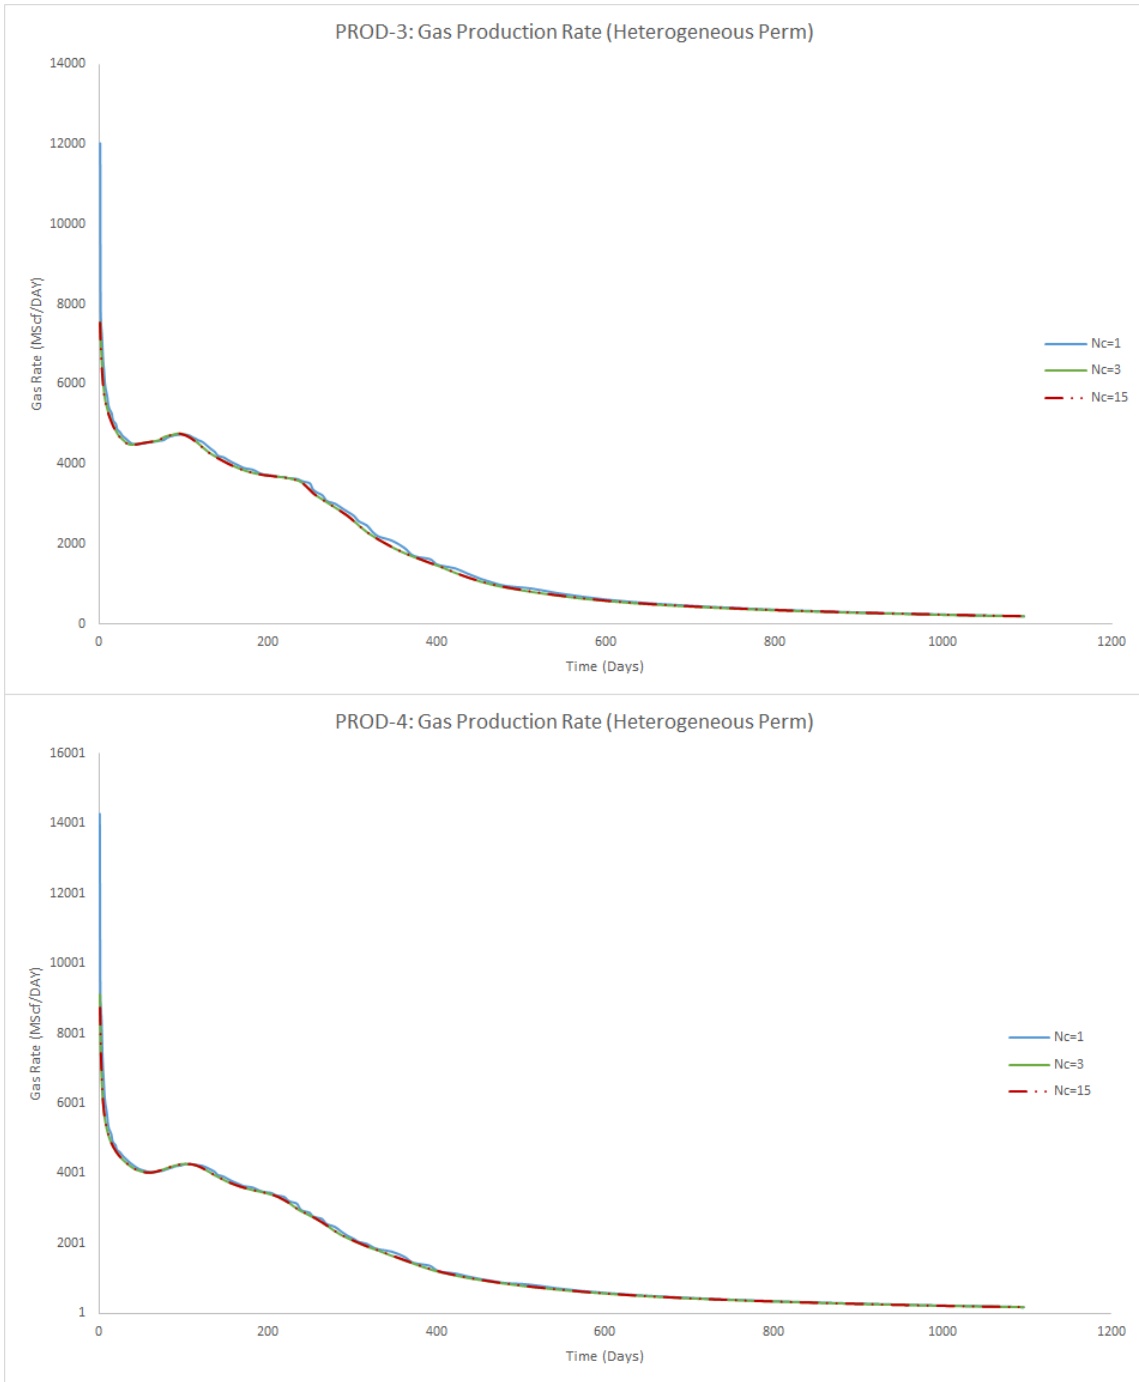 PROD-3: Gas Production Rate (Heterogeneous Perm)
14000
12000
10000
8000
6000
4000
2000
0
Gas Rate (MScf/DAY)
0 200 400 600 800 1000 1200
Time (Days)
Nc=1
Nc=3
Nc=15
PROD-4: Gas Production Rate (Heterogeneous Perm)
16001
14001
12001
10001
8001
6001
4001
2001
1
Gas Rate (MScf/DAY)
0 200 400 600 800 1000 1200
Time (Days)
Nc=1
Nc=3
Nc=15